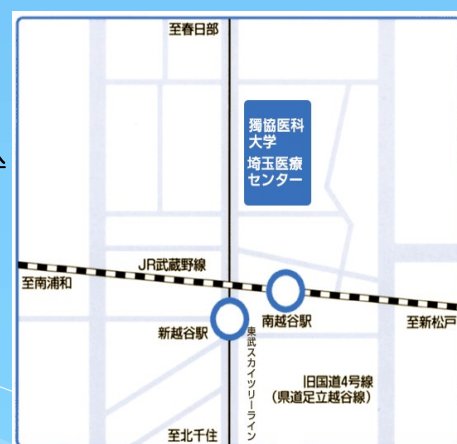 至春日部
獨協医科
大学
埼玉医療
センター
JR武蔵野線
至南浦和
新越谷駅
南越谷駅
至新松戸
東武スカイツリーライン
旧国道4号線
(県道足立越谷線)
至北千住